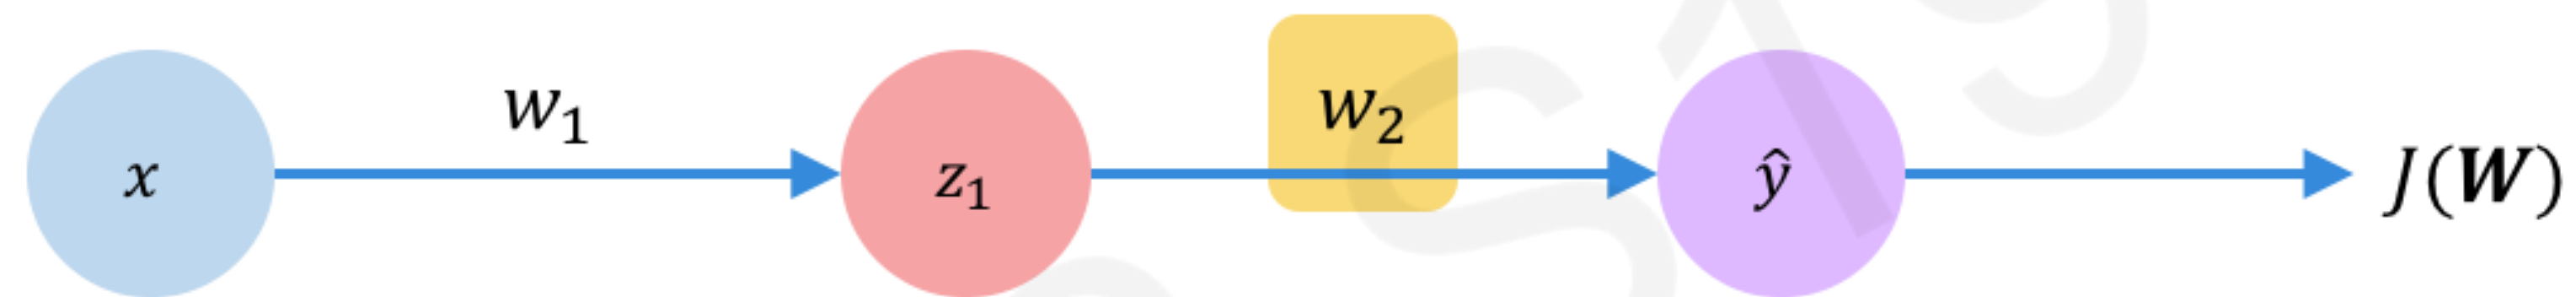 x w₁ z₁ w₂ ŷ J(W)